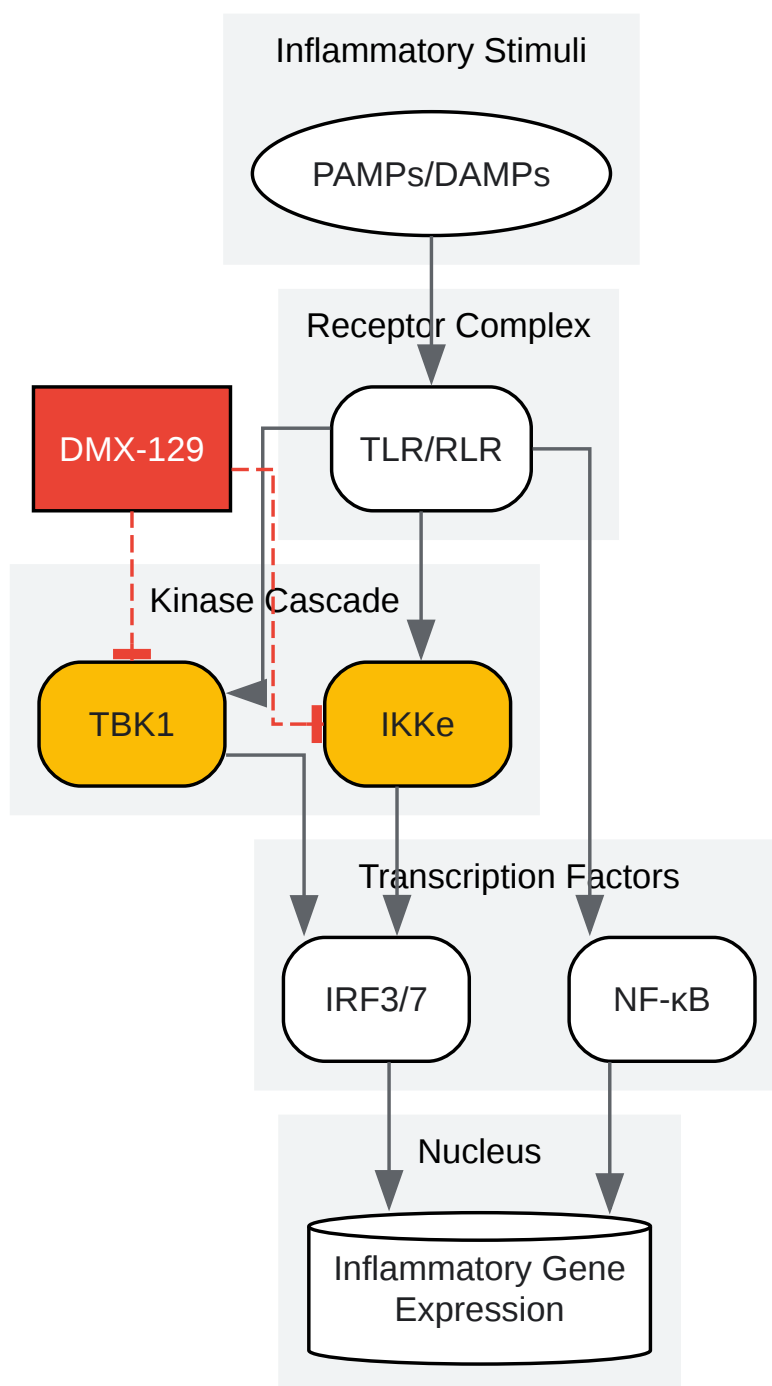 Inflammatory Stimuli
PAMPs/DAMPs
Receptor Complex
DMX-129
TLR/RLR
Kinase Cascade
TBK1
IKKe
Transcription Factors
IRF3/7
NF-κB
Nucleus
Inflammatory Gene
Expression